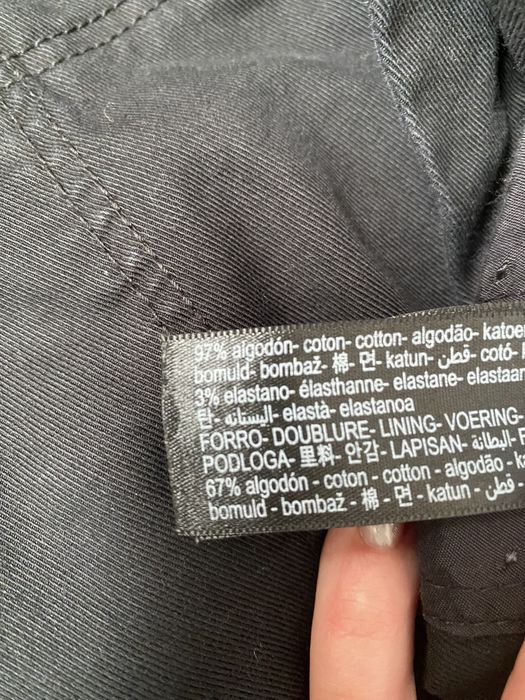 97% algodón- coton- cotton- algodão- katoen
bomuld- bombaž- 棉- 면- katun- قطن- cotó-
3% elastano- élasthanne- elastane- elastaan
탄- البستانه- elastà- elastanoa
FORRO- DOUBLURE- LINING- VOERING-
PODLOGA- 里料- 안감- LAPISAN- البطانة-
67% algodón - coton - cotton - algodão -
bomuld - bombaž - 棉 - 면 - katun - قطن -